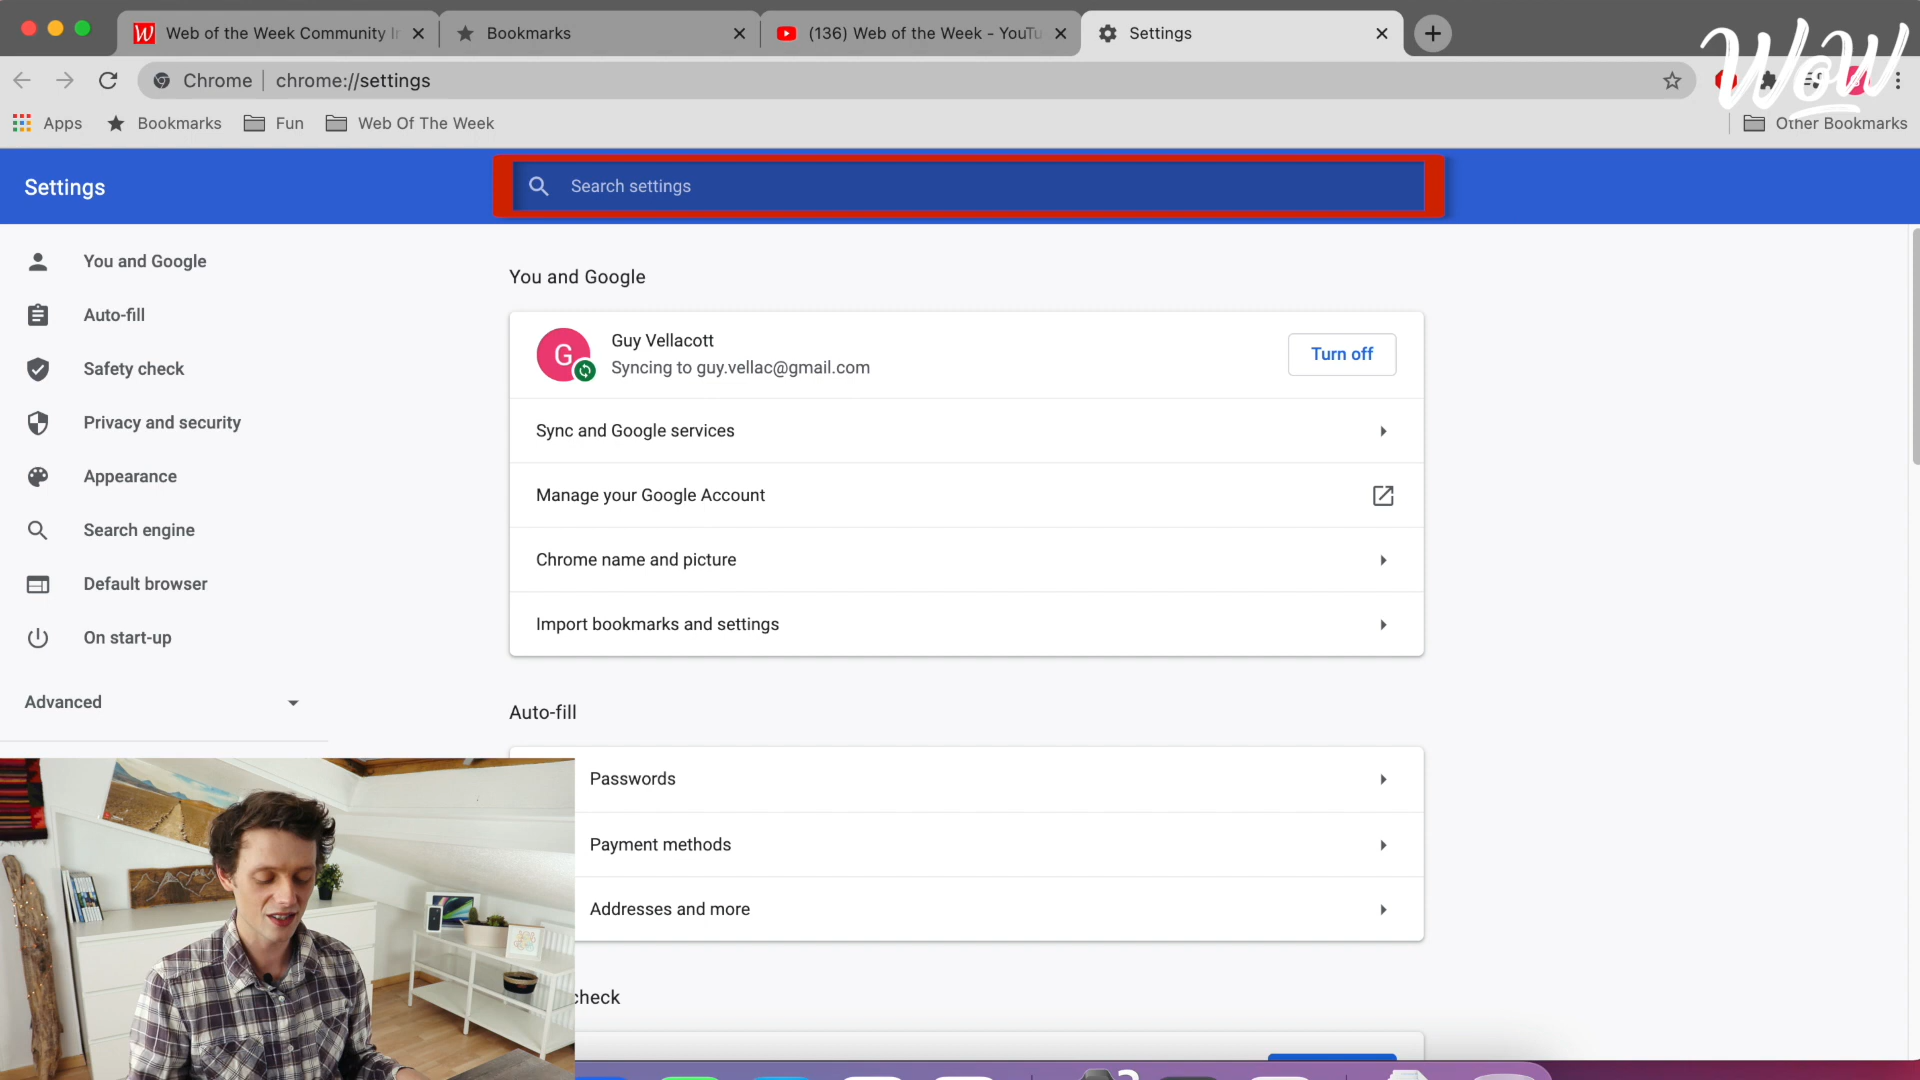 Web of the Week Community I
Bookmarks
(136) Web of the Week - YouTu
Settings
WOW
Chrome
chrome://settings
Apps
Bookmarks
Fun
Web Of The Week
Other Bookmarks
Settings
Search settings
You and Google
Auto-fill
Safety check
Privacy and security
Appearance
Search engine
Default browser
On start-up
Advanced
You and Google
G
Guy Vellacott
Syncing to guy.vellac@gmail.com
Turn off
Sync and Google services
Manage your Google Account
Chrome name and picture
Import bookmarks and settings
Auto-fill
Passwords
Payment methods
Addresses and more
check